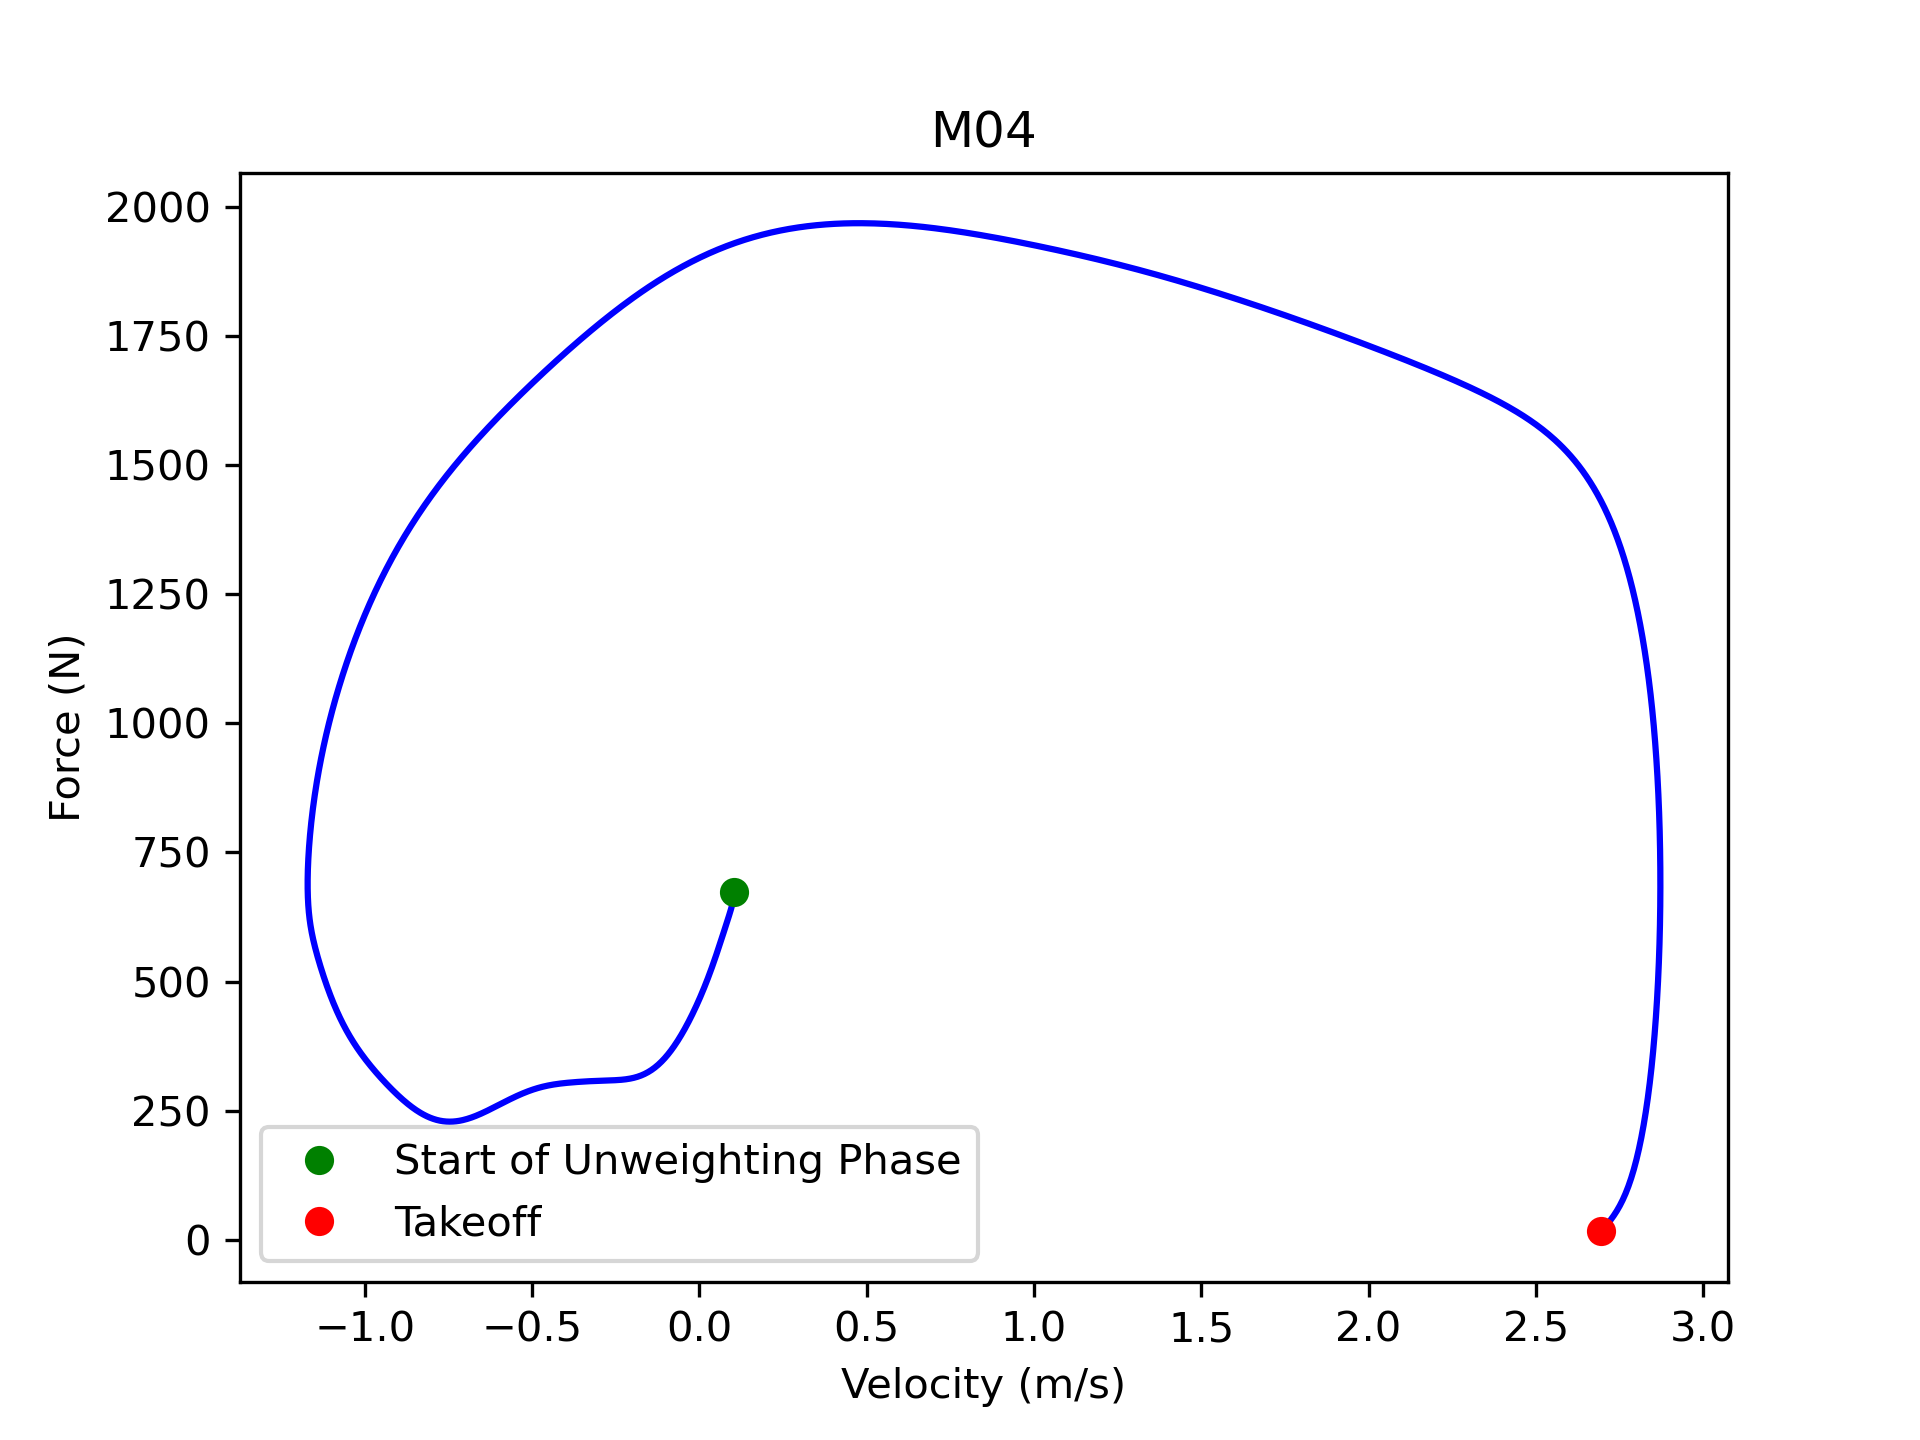 M04
2000
1750
1500
1250
1000
750
500
250
0
Force (N)
Start of Unweighting Phase
Takeoff
−1.0 −0.5 0.0 0.5 1.0 1.5 2.0 2.5 3.0
Velocity (m/s)